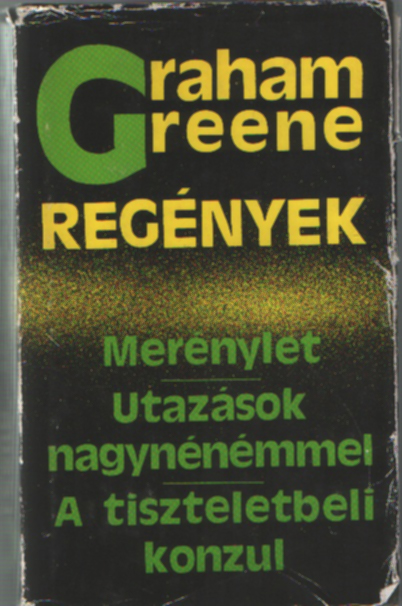 Graham
Greene
REGÉNYEK
Merénylet
Utazások
nagynénémmel
A tiszteletbeli
konzul